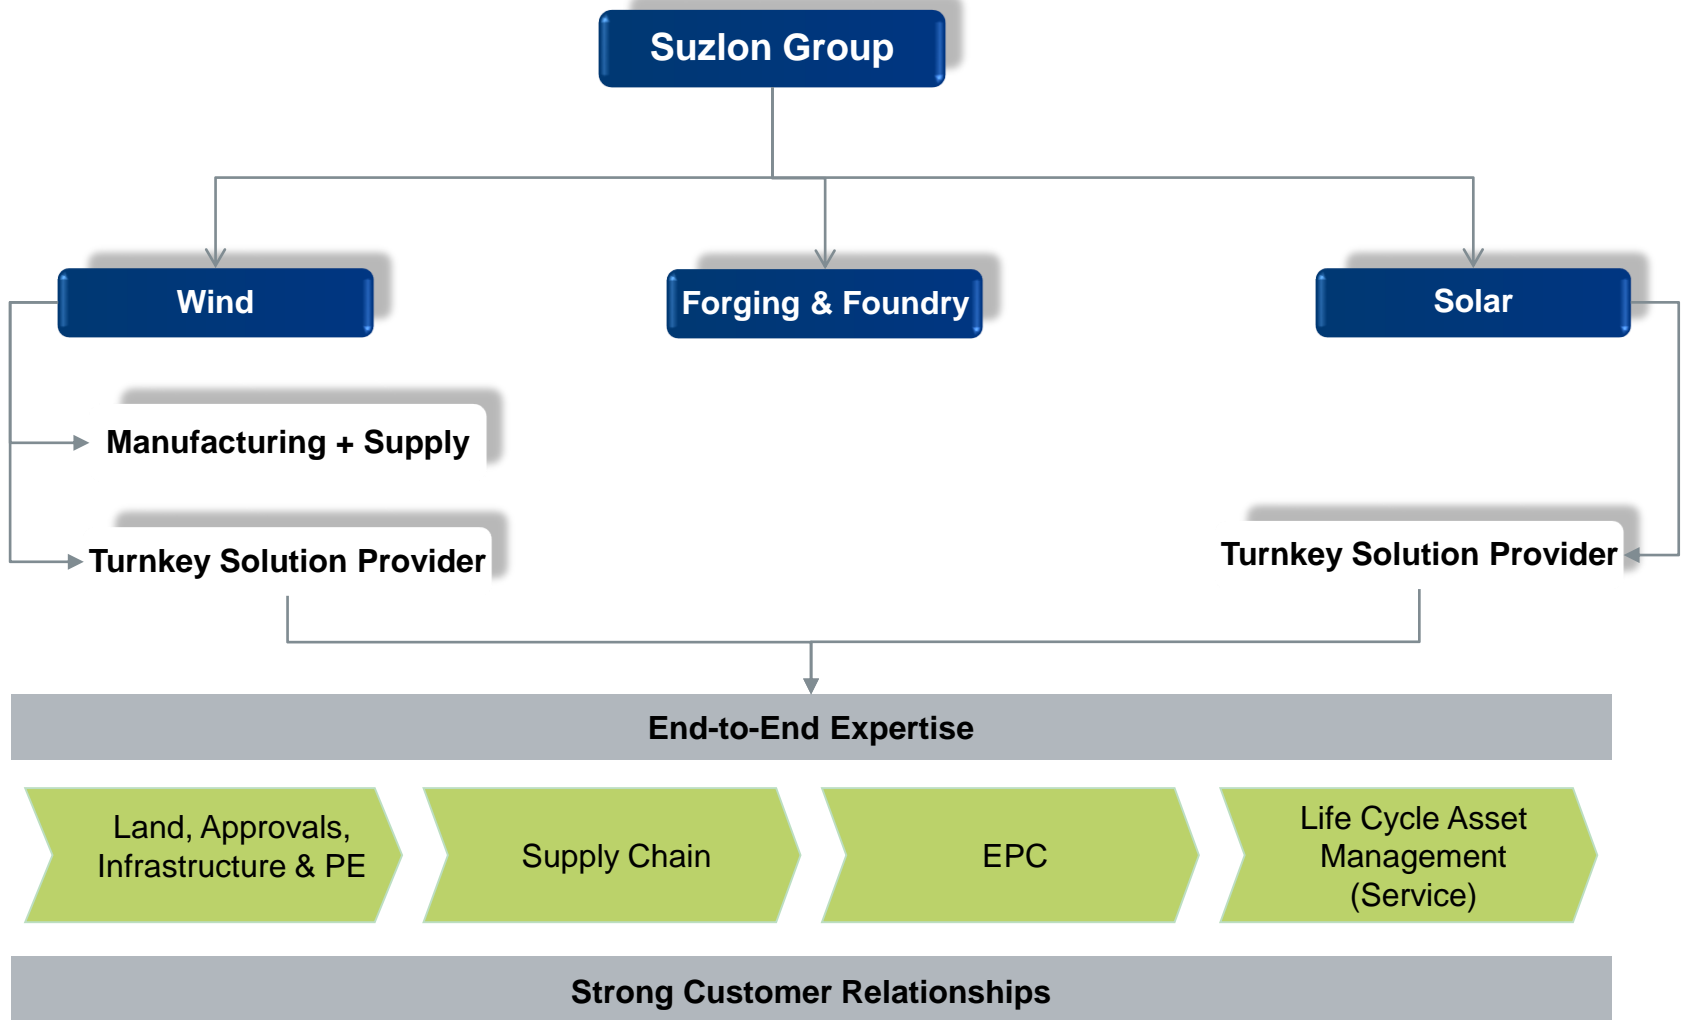 Suzlon Group
Wind
Forging & Foundry
Solar
Manufacturing + Supply
Turnkey Solution Provider
Turnkey Solution Provider
End-to-End Expertise
Land, Approvals,
Infrastructure & PE
Supply Chain
EPC
Life Cycle Asset
Management
(Service)
Strong Customer Relationships